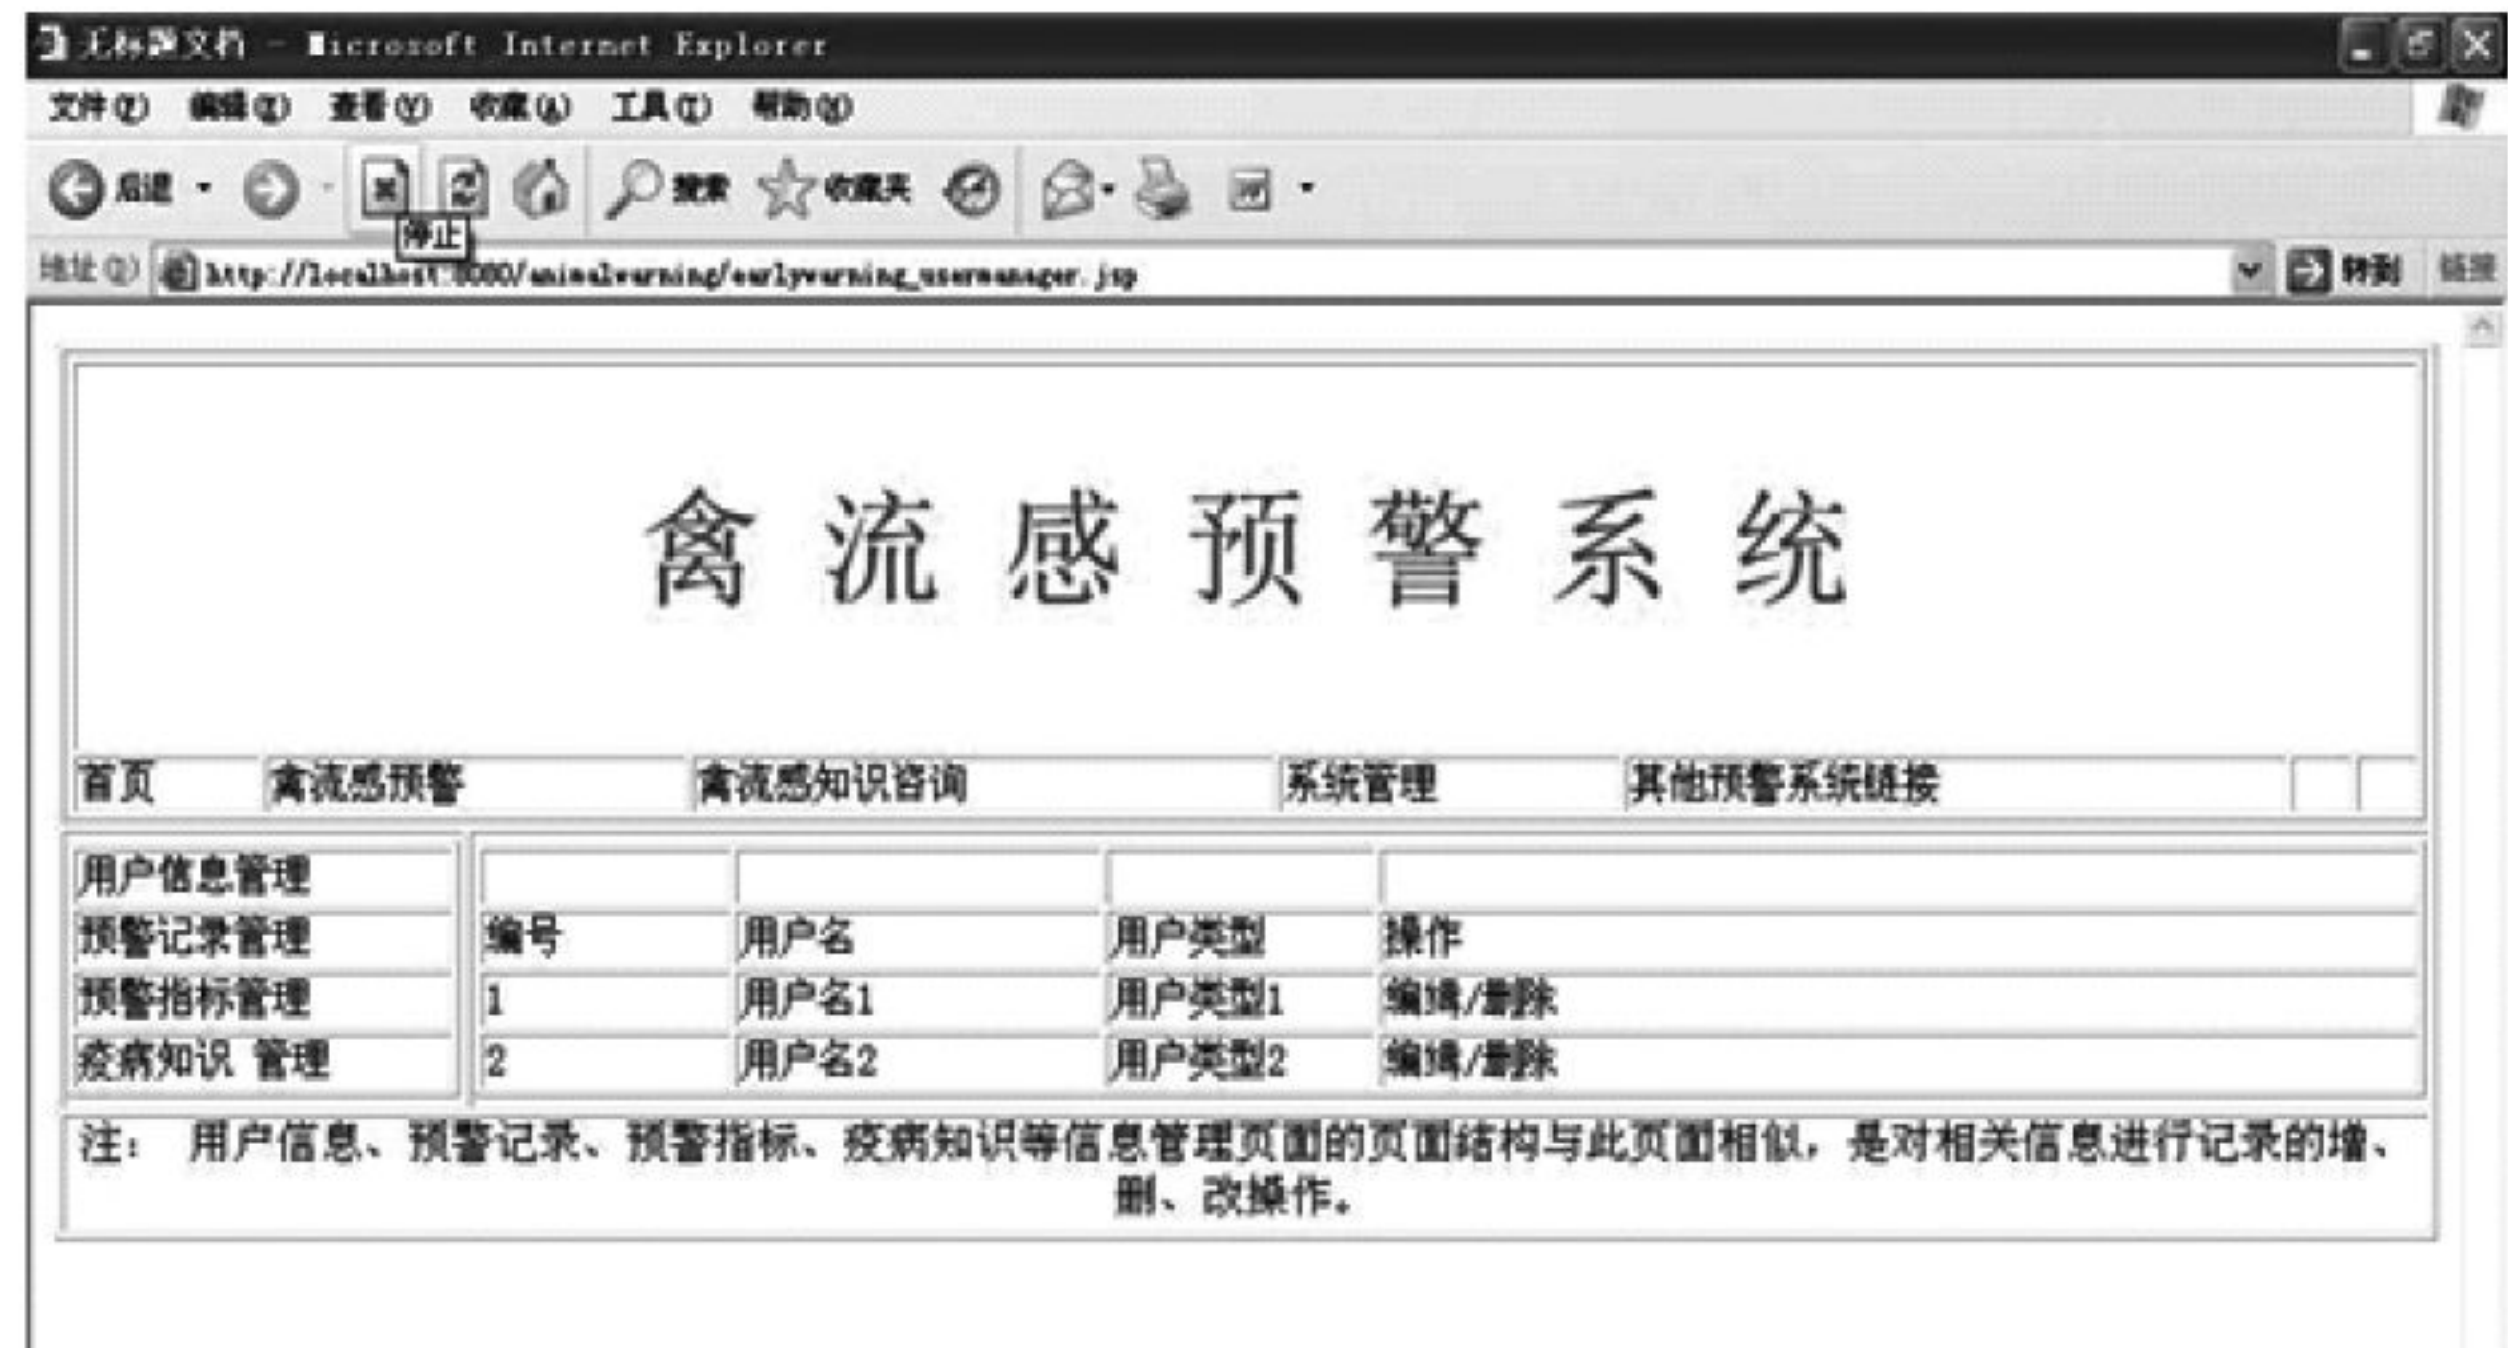 无标题文档 - Microsoft Internet Explorer
文件(F) 编辑(E) 查看(V) 收藏(A) 工具(T) 帮助(H)
后退 搜索 收藏夹
停止
地址(D) http://localhost:8080/animalwarning/earlywarning_usermanager.jsp 转到 链接
禽流感预警系统
首页 禽流感预警 禽流感知识咨询 系统管理 其他预警系统链接
用户信息管理
预警记录管理 编号 用户名 用户类型 操作
预警指标管理 1 用户名1 用户类型1 编辑/删除
疫病知识 管理 2 用户名2 用户类型2 编辑/删除
注： 用户信息、预警记录、预警指标、疫病知识等信息管理页面的页面结构与此页面相似，是对相关信息进行记录的增、
删、改操作。